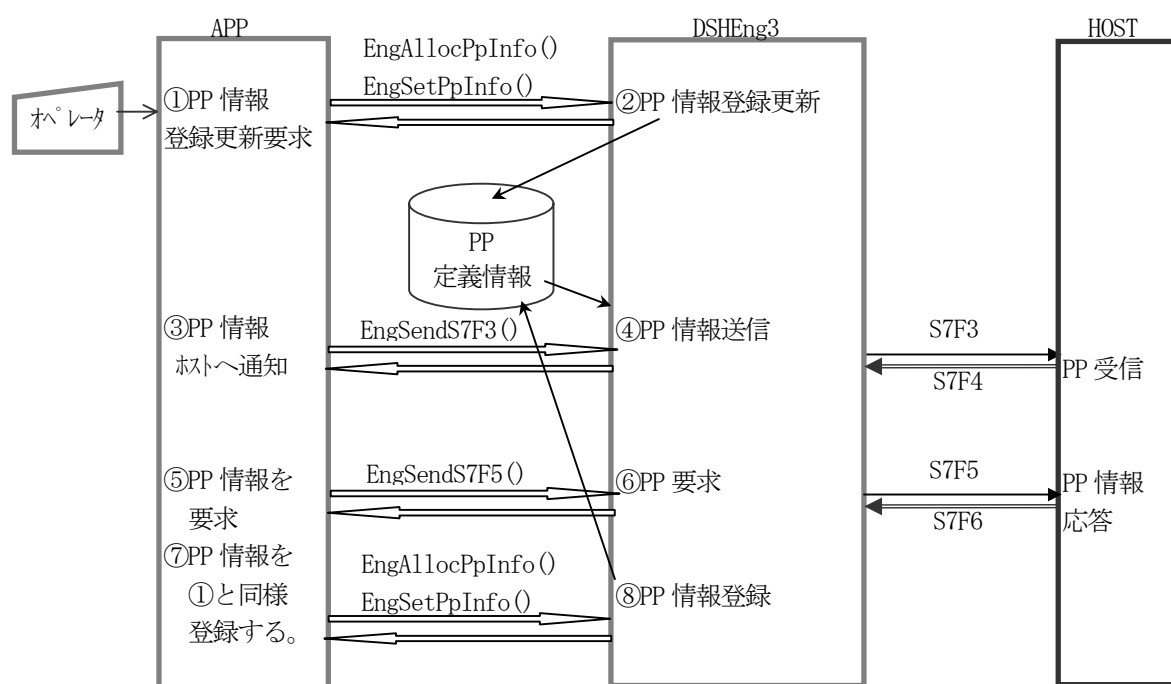 APP
DSHEng3
HOST
EngAllocPpInfo()
EngSetPpInfo()
オペレータ
①PP 情報
登録更新要求
②PP 情報登録更新
PP
定義情報
③PP 情報
ホストへ通知
EngSendS7F3()
④PP 情報送信
S7F3
S7F4
PP 受信
⑤PP 情報を
要求
EngSendS7F5()
⑥PP 要求
S7F5
S7F6
PP 情報
応答
⑦PP 情報を
①と同様
登録する。
EngAllocPpInfo()
EngSetPpInfo()
⑧PP 情報登録